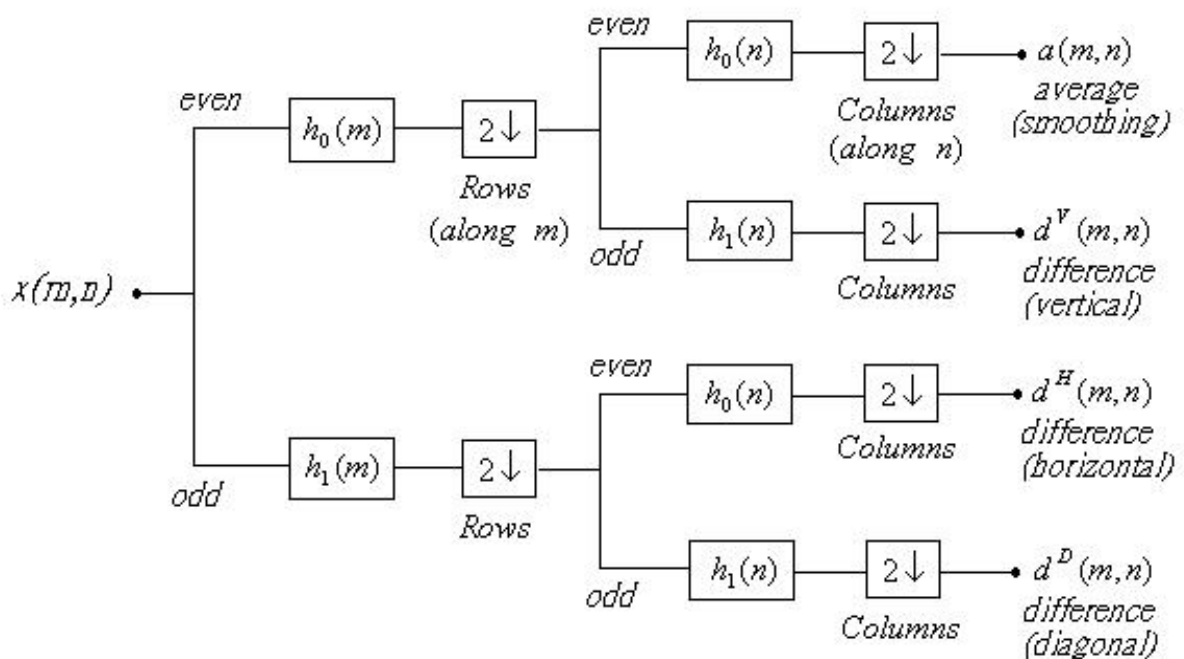 even
h₀(n)
2↓
a(m,n)
average
(smoothing)
Columns
(along n)
even
h₀(m)
2↓
Rows
(along m)
odd
h₁(n)
2↓
Columns
d^V(m,n)
difference
(vertical)
x(m,n)
even
h₀(n)
2↓
Columns
d^H(m,n)
difference
(horizontal)
odd
h₁(m)
2↓
Rows
odd
h₁(n)
2↓
Columns
d^D(m,n)
difference
(diagonal)